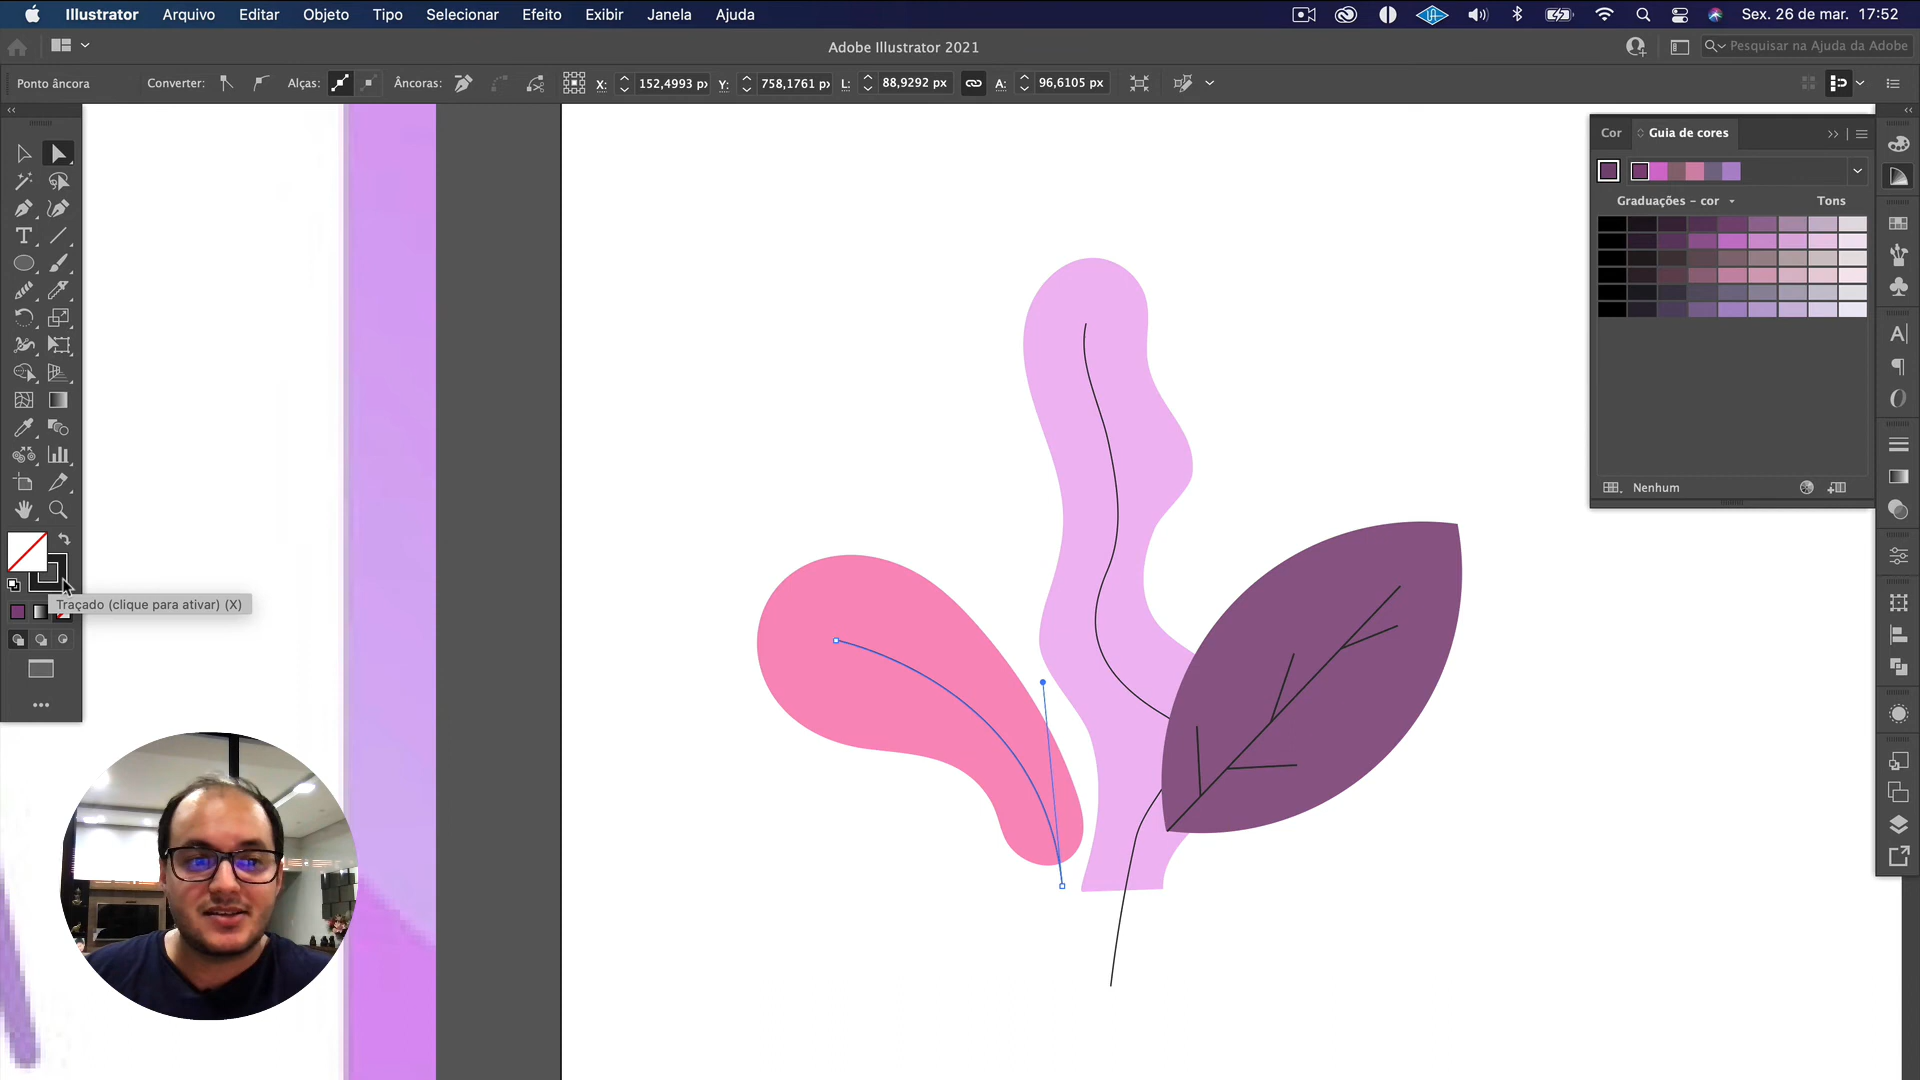 Illustrator Arquivo Editar Objeto Tipo Selecionar Efeito Exibir Janela Ajuda Sex. 26 de mar. 17:52
Adobe Illustrator 2021
Pesquisar na Ajuda da Adobe
Ponto âncora Converter: Alças: Âncoras: X: 152,4993 px Y: 758,1761 px L: 88,9292 px A: 96,6105 px
Cor Guia de cores
Graduações - cor Tons
Nenhum
Traçado (clique para ativar) (X)